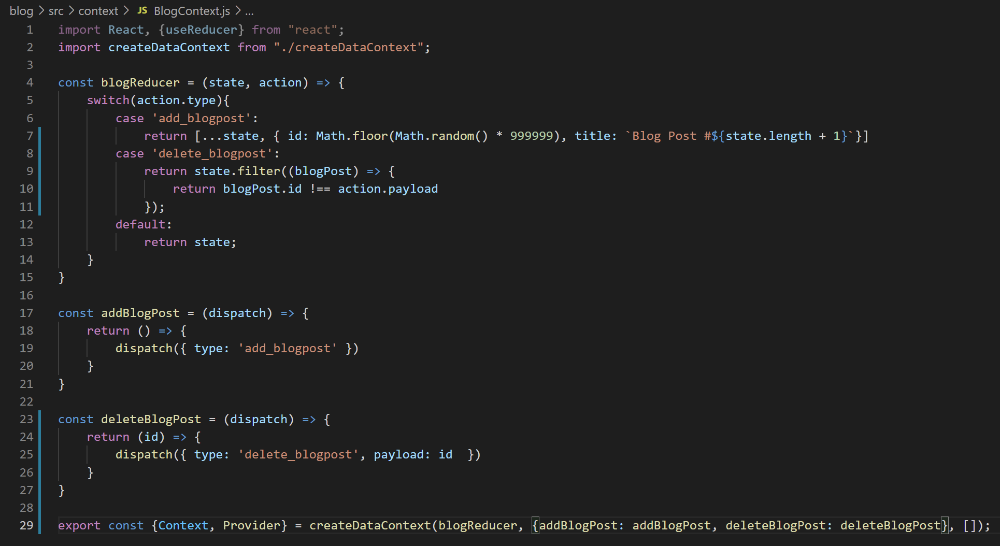 blog > src > context > JS BlogContext.js > ...
1 import React, {useReducer} from "react";
2 import createDataContext from "./createDataContext";
3
4 const blogReducer = (state, action) => {
5     switch(action.type){
6         case 'add_blogpost':
7             return [...state, { id: Math.floor(Math.random() * 999999), title: `Blog Post #${state.length + 1}`}]
8         case 'delete_blogpost':
9             return state.filter((blogPost) => {
10                 return blogPost.id !== action.payload
11             });
12         default:
13             return state;
14     }
15 }
16
17 const addBlogPost = (dispatch) => {
18     return () => {
19         dispatch({ type: 'add_blogpost' })
20     }
21 }
22
23 const deleteBlogPost = (dispatch) => {
24     return (id) => {
25         dispatch({ type: 'delete_blogpost', payload: id  })
26     }
27 }
28
29 export const {Context, Provider} = createDataContext(blogReducer, {addBlogPost: addBlogPost, deleteBlogPost: deleteBlogPost}, []);